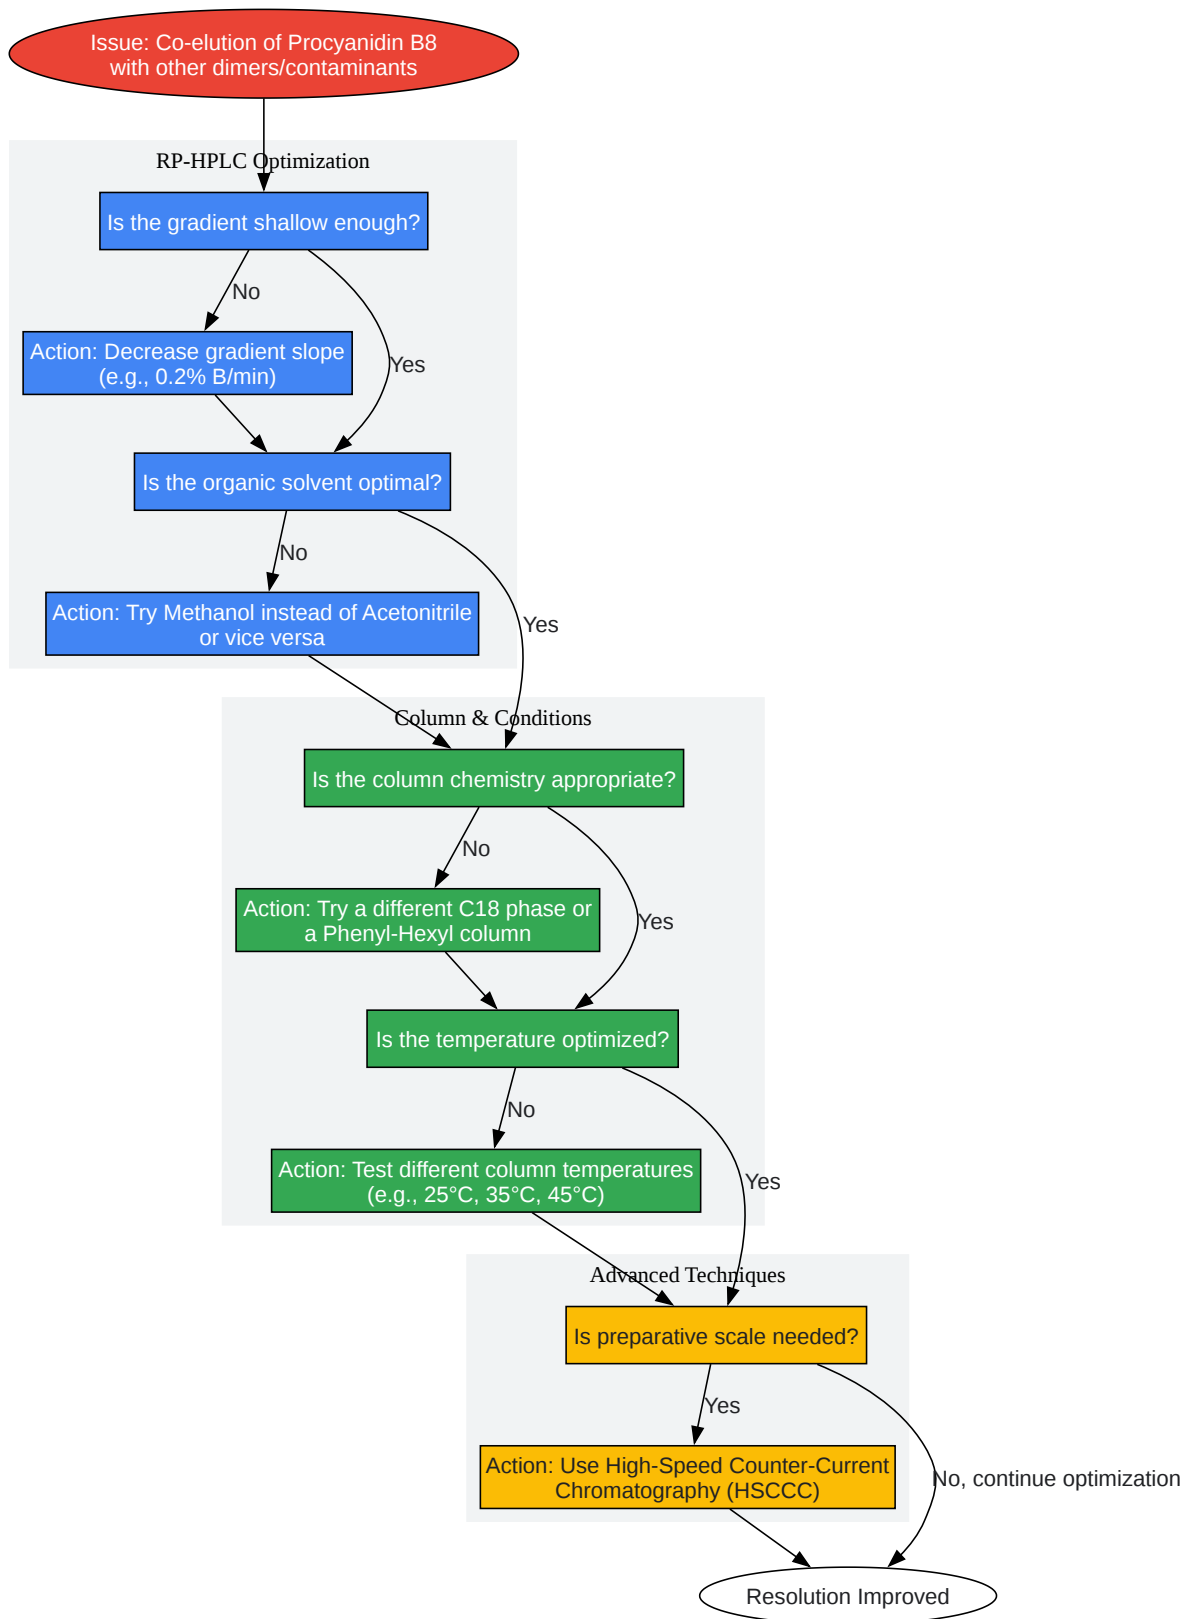 Issue: Co-elution of Procyanidin B8
with other dimers/contaminants
RP-HPLC Optimization
Is the gradient shallow enough?
No
Action: Decrease gradient slope
(e.g., 0.2% B/min)
Yes
Is the organic solvent optimal?
No
Action: Try Methanol instead of Acetonitrile
or vice versa
Yes
Column & Conditions
Is the column chemistry appropriate?
No
Action: Try a different C18 phase or
a Phenyl-Hexyl column
Yes
Is the temperature optimized?
No
Action: Test different column temperatures
(e.g., 25°C, 35°C, 45°C)
Yes
Advanced Techniques
Is preparative scale needed?
Yes
Action: Use High-Speed Counter-Current
Chromatography (HSCCC)
No, continue optimization
Resolution Improved